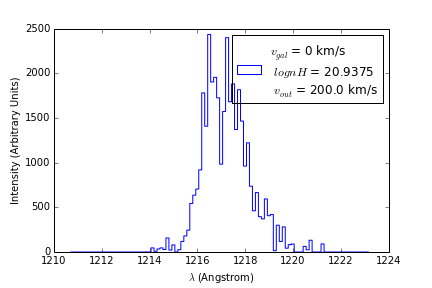 2500
2000
1500
1000
500
0
Intensity (Arbitrary Units)
v_gal = 0 km/s
lognH = 20.9375
v_out = 200.0 km/s
1210 1212 1214 1216 1218 1220 1222 1224
λ (Angstrom)